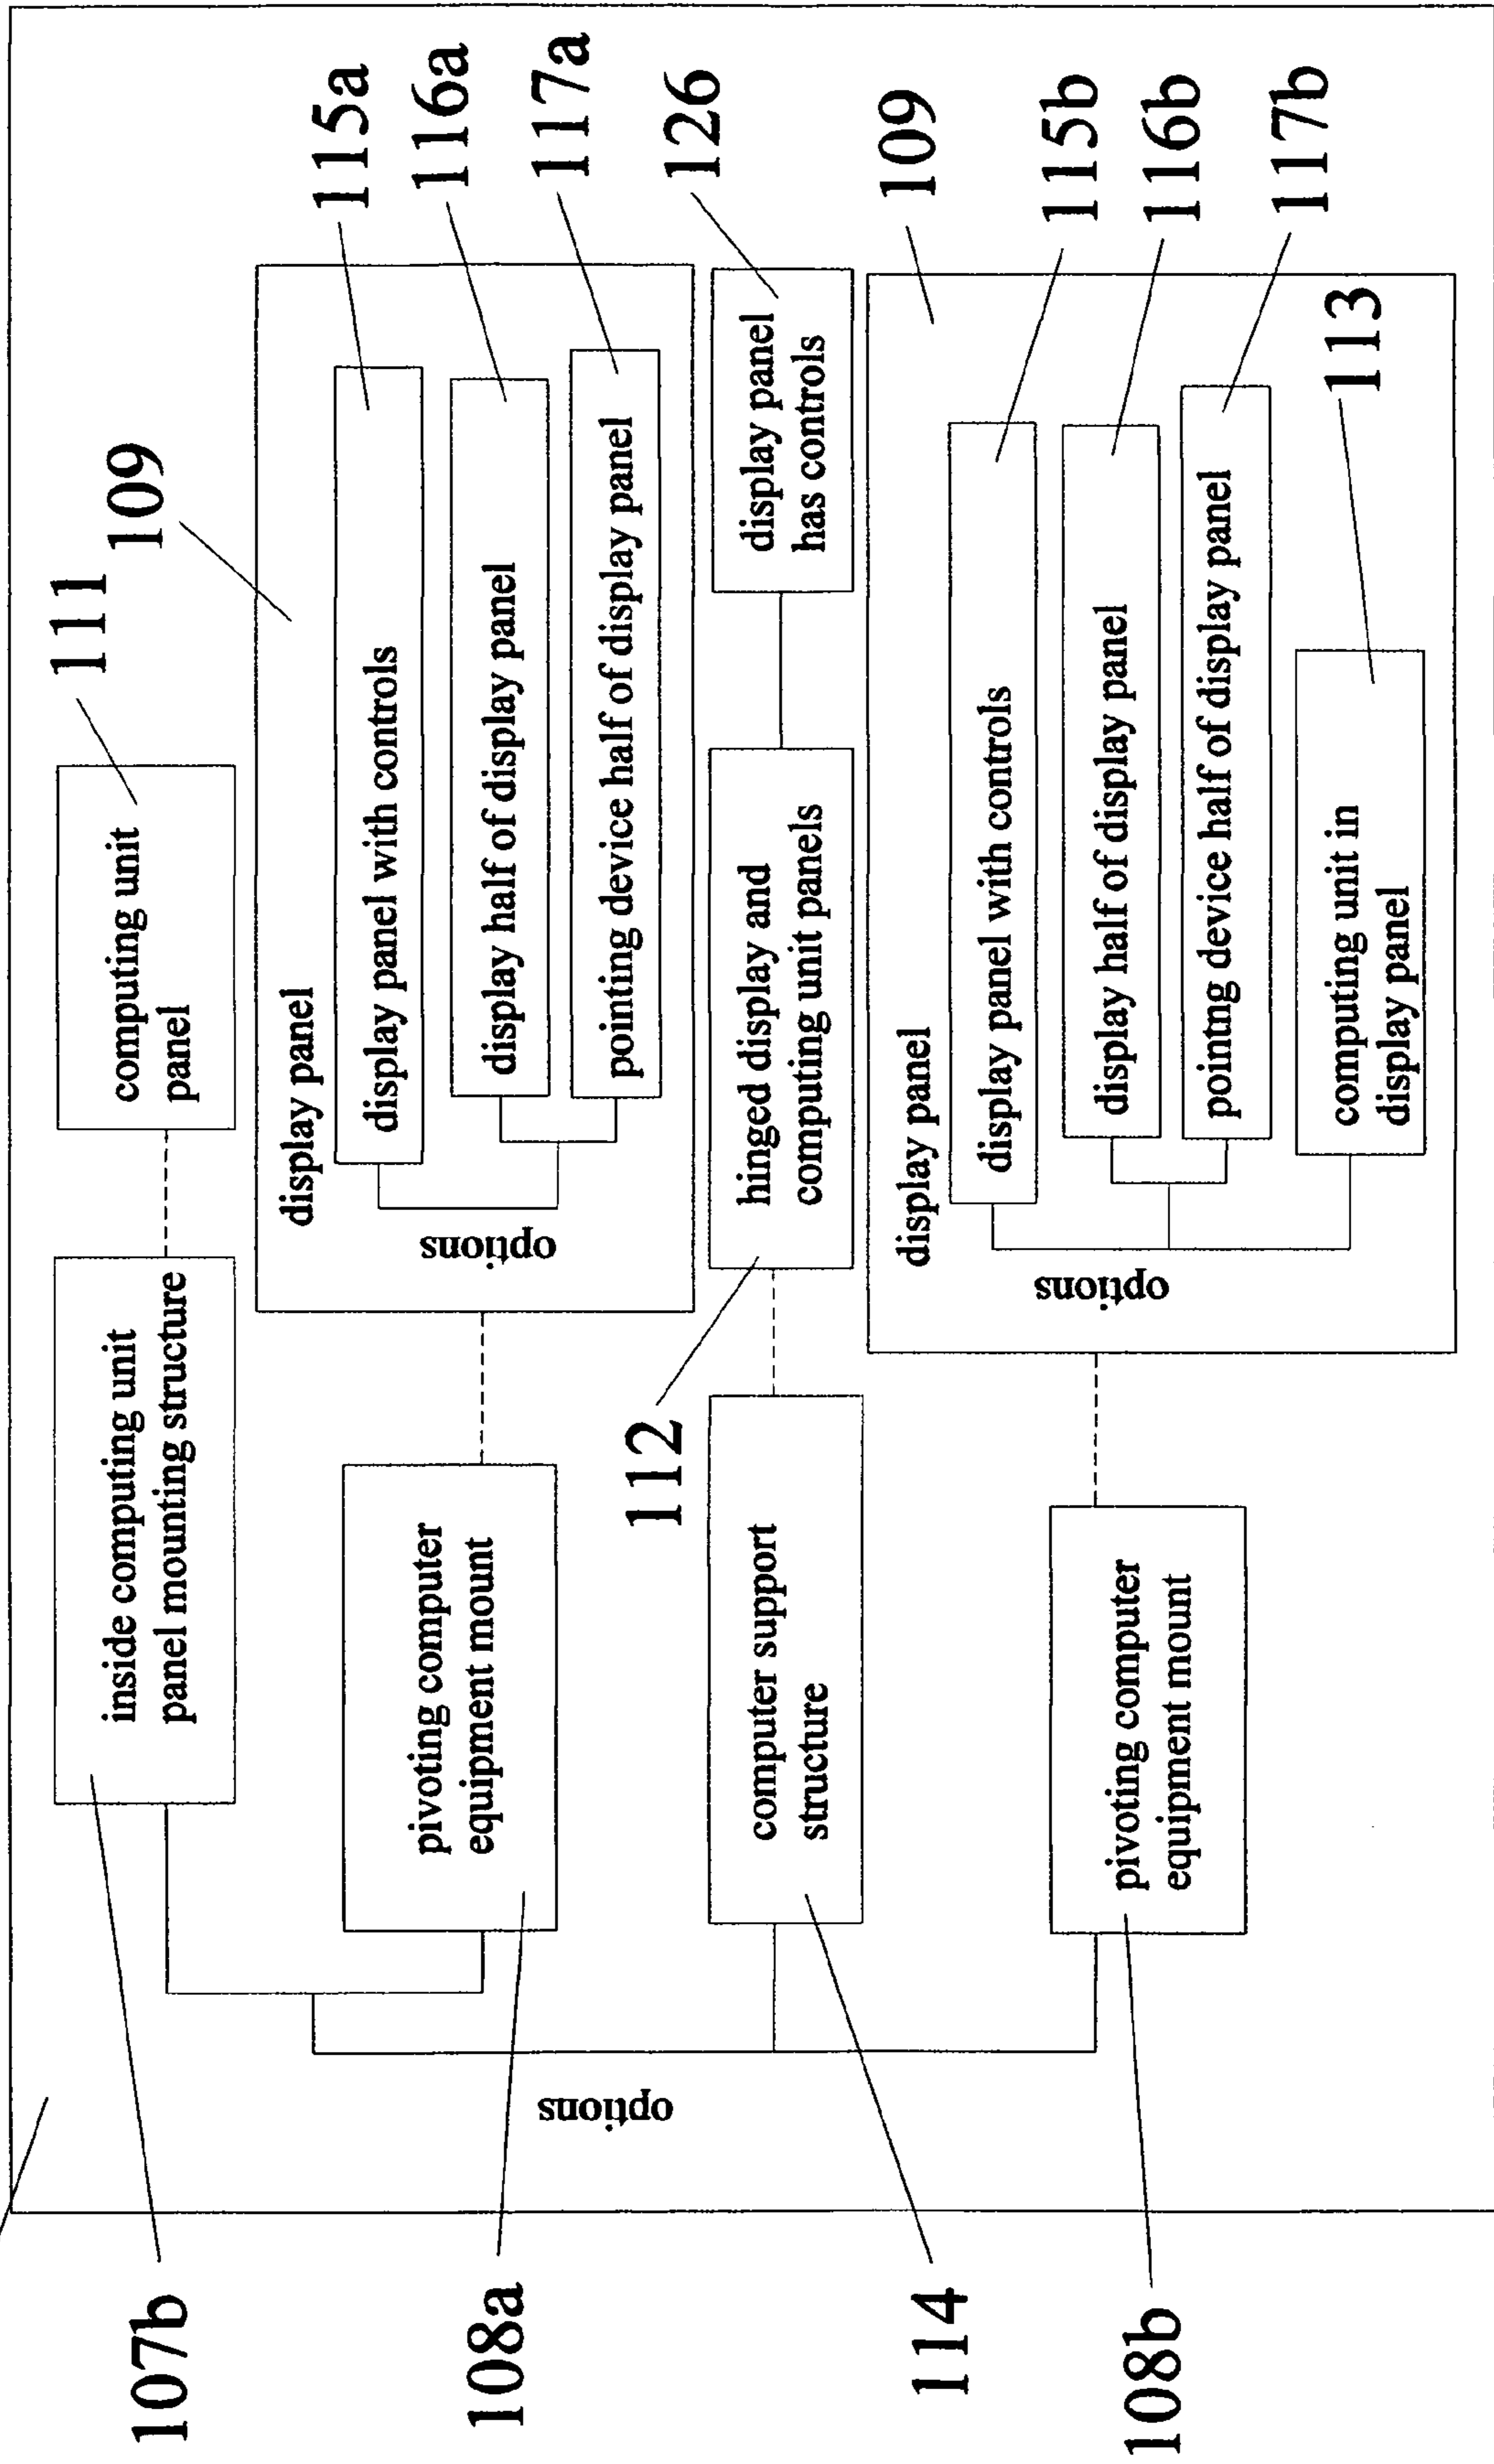 107b
108a
114
108b
options
inside computing unit
panel mounting structure
111
computing unit
panel
pivoting computer
equipment mount
109
display panel
options
display panel with controls
115a
display half of display panel
116a
pointing device half of display panel
117a
computer support
structure
112
hinged display and
computing unit panels
display panel
has controls
126
pivoting computer
equipment mount
109
display panel
options
display panel with controls
115b
display half of display panel
116b
pointng device half of display panel
117b
computing unit in
display panel
113